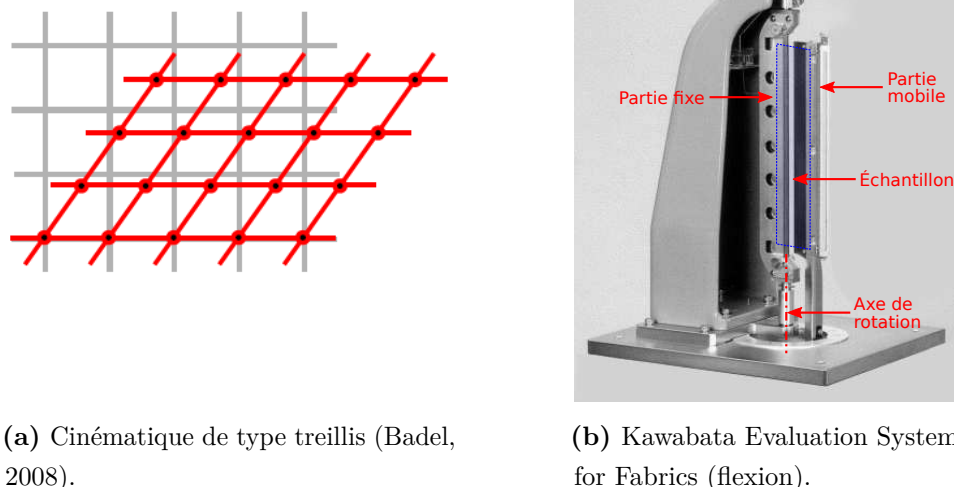 Partie fixe
Partie
mobile
Échantillon
Axe de
rotation
(a) Cinématique de type treillis (Badel,
2008).
(b) Kawabata Evaluation System
for Fabrics (flexion).